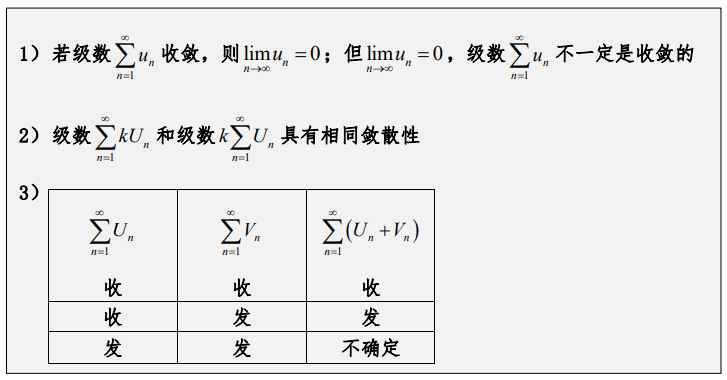 1）若级数 $\sum_{n=1}^{\infty} u_n$ 收敛，则 $\lim_{n\to\infty} u_n = 0$；但 $\lim_{n\to\infty} u_n = 0$，级数 $\sum_{n=1}^{\infty} u_n$ 不一定是收敛的
2）级数 $\sum_{n=1}^{\infty} kU_n$ 和级数 $k\sum_{n=1}^{\infty} U_n$ 具有相同敛散性
3）
$\sum_{n=1}^{\infty} U_n$ $\sum_{n=1}^{\infty} V_n$ $\sum_{n=1}^{\infty} (U_n + V_n)$
收 收 收
收 发 发
发 发 不确定